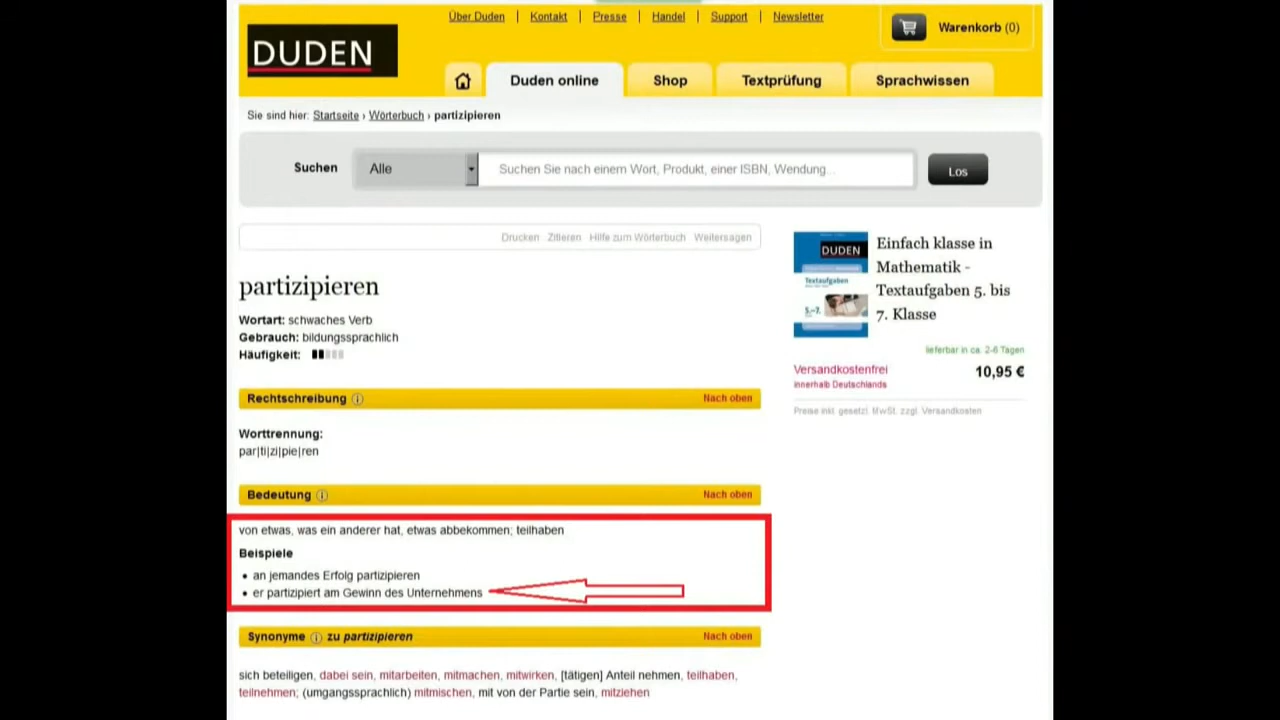 Über Duden | Kontakt | Presse | Handel | Support | Newsletter
Warenkorb (0)
DUDEN
Duden online
Shop
Textprüfung
Sprachwissen
Sie sind hier: Startseite › Wörterbuch › partizipieren
Suchen
Alle
Suchen Sie nach einem Wort, Produkt, einer ISBN, Wendung...
Los
Drucken Zitieren Hilfe zum Wörterbuch Weitersagen
partizipieren
Wortart: schwaches Verb
Gebrauch: bildungssprachlich
Häufigkeit:
Rechtschreibung
Nach oben
Worttrennung:
par|ti|zi|pie|ren
Bedeutung
Nach oben
von etwas, was ein anderer hat, etwas abbekommen; teilhaben
Beispiele
• an jemandes Erfolg partizipieren
• er partizipiert am Gewinn des Unternehmens
Synonyme zu partizipieren
Nach oben
sich beteiligen, dabei sein, mitarbeiten, mitmachen, mitwirken, [tätigen] Anteil nehmen, teilhaben,
teilnehmen; (umgangssprachlich) mitmischen, mit von der Partie sein, mitziehen
DUDEN
Textaufgaben
5.–7.
Einfach klasse in
Mathematik -
Textaufgaben 5. bis
7. Klasse
lieferbar in ca. 2-6 Tagen
Versandkostenfrei
innerhalb Deutschlands
10,95 €
Preise inkl. gesetzl. MwSt. zzgl. Versandkosten